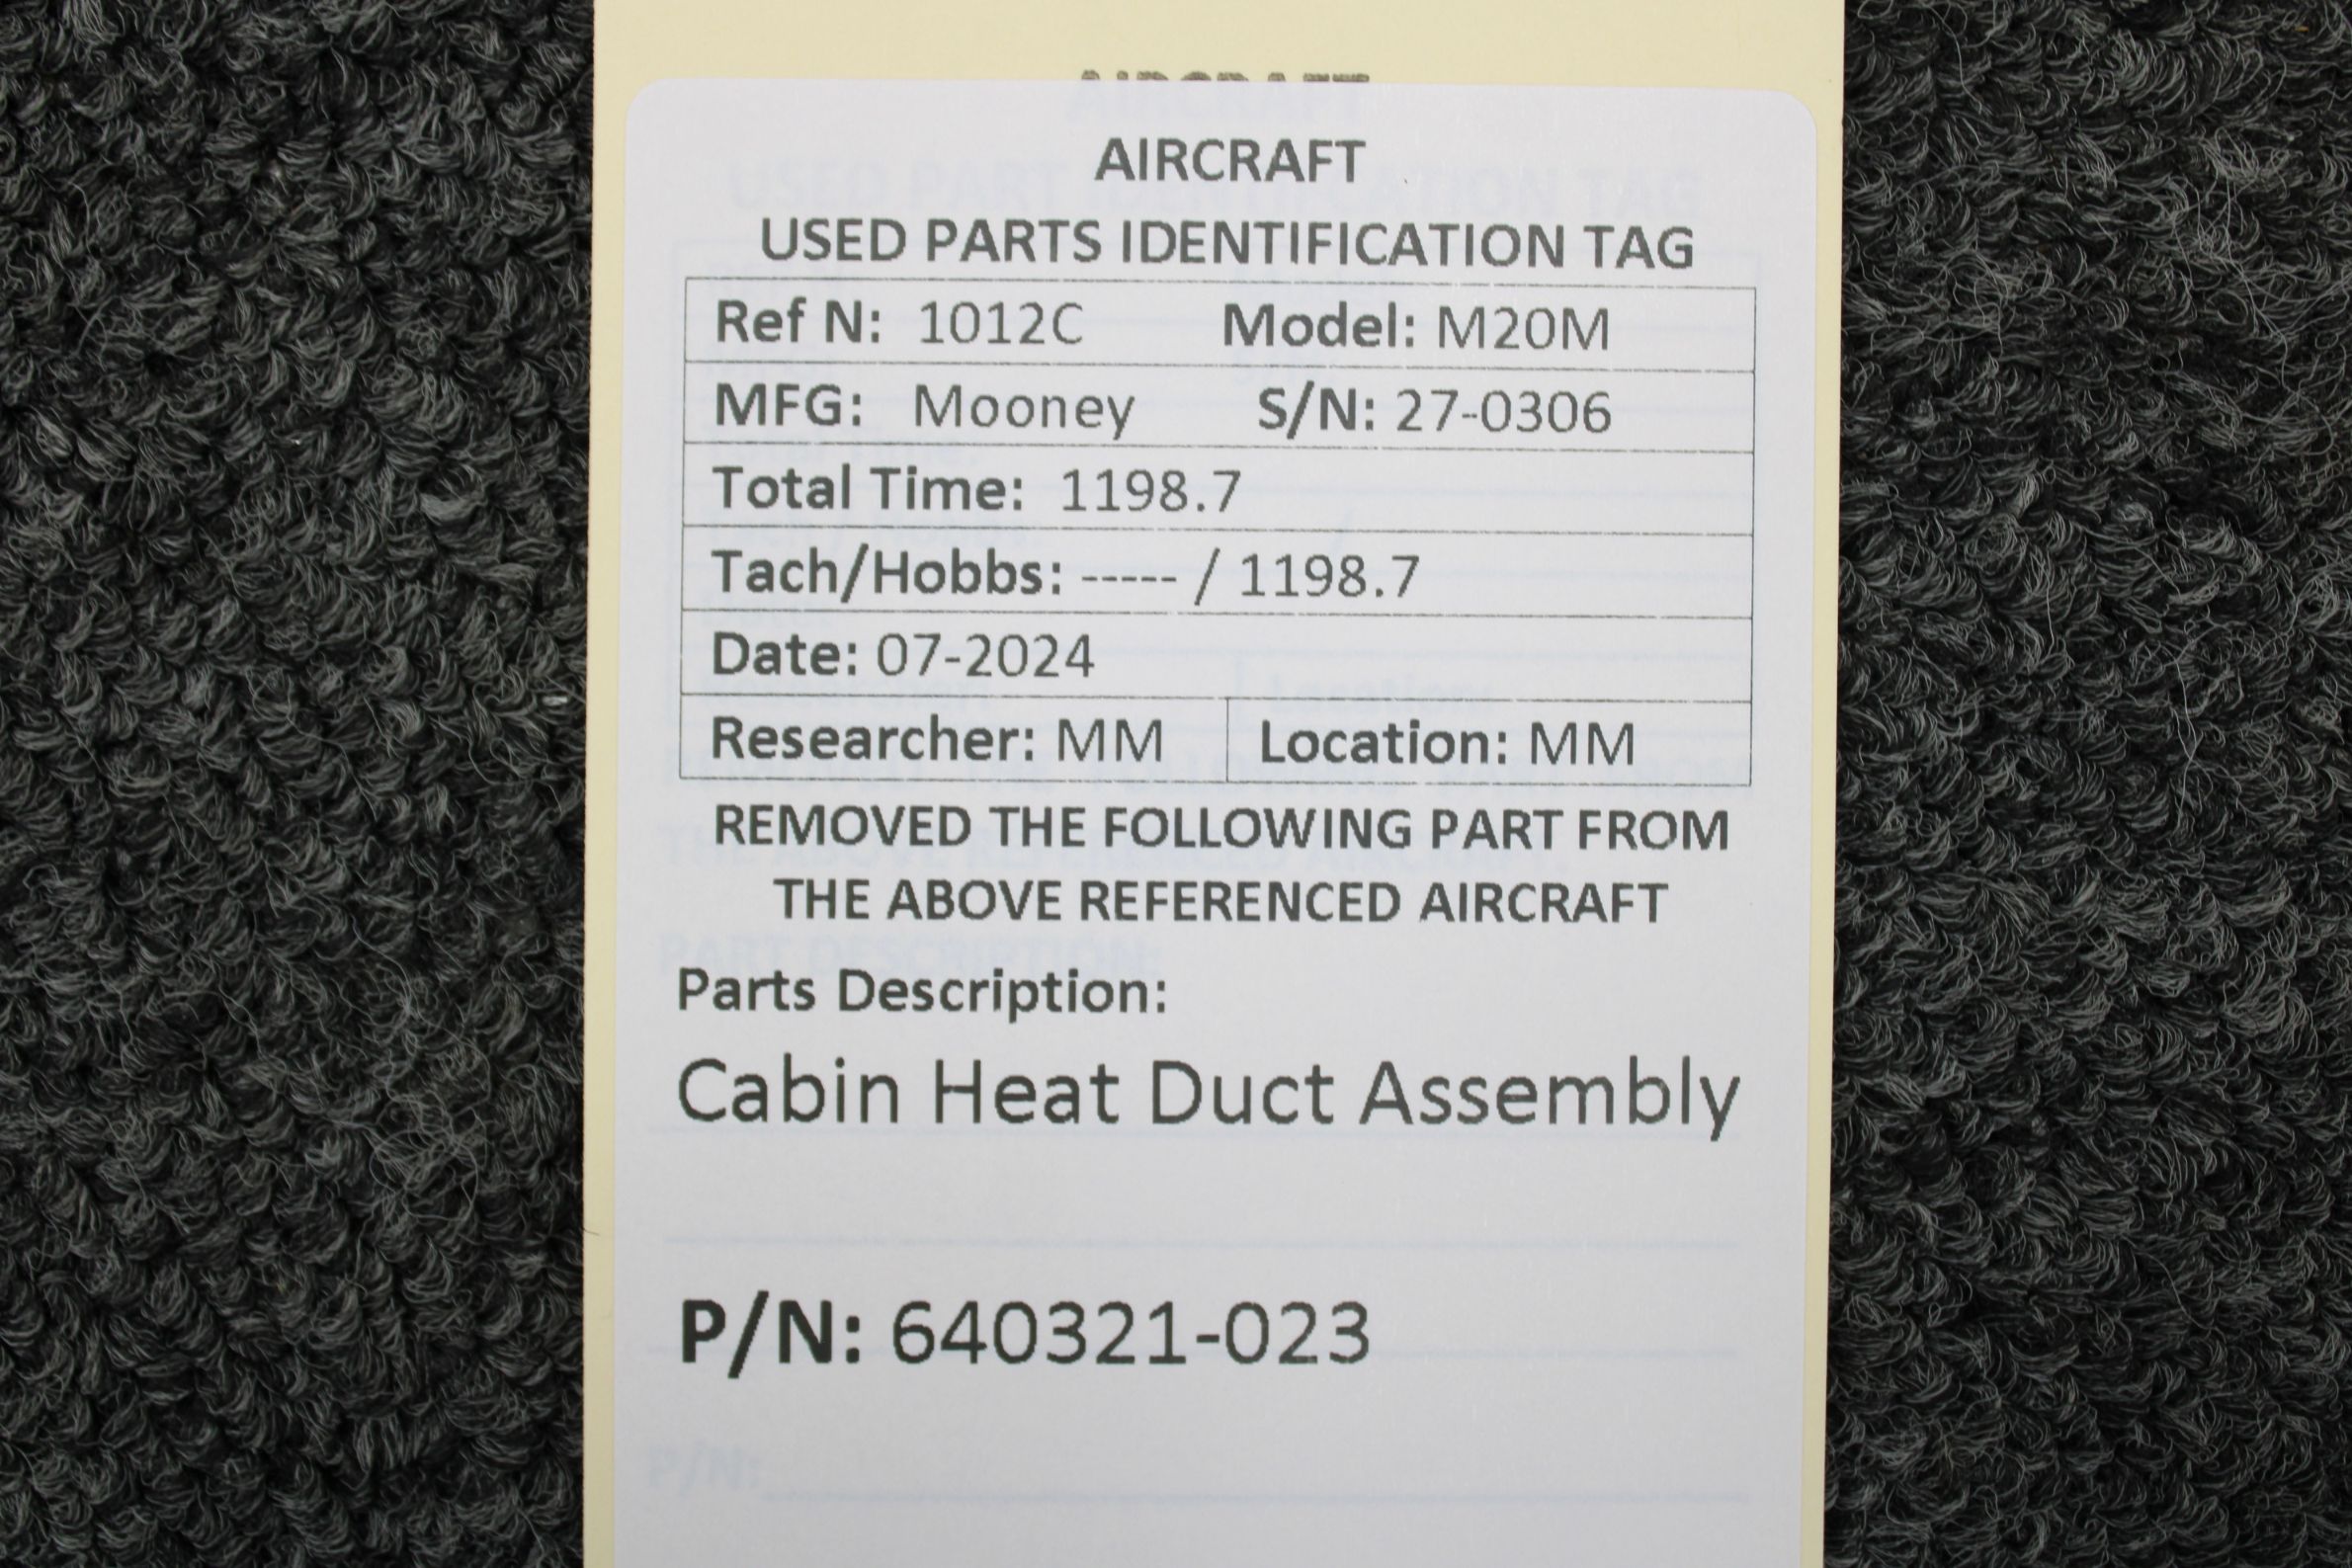 AIRCRAFT
AIRCRAFT
USED PARTS IDENTIFICATION TAG
Ref N: 1012C Model: M20M
MFG: Mooney S/N: 27-0306
Total Time: 1198.7
Tach/Hobbs: ----- / 1198.7
Date: 07-2024
Researcher: MM Location: MM
REMOVED THE FOLLOWING PART FROM
THE ABOVE REFERENCED AIRCRAFT
Parts Description:
Cabin Heat Duct Assembly
P/N: 640321-023
P/N: